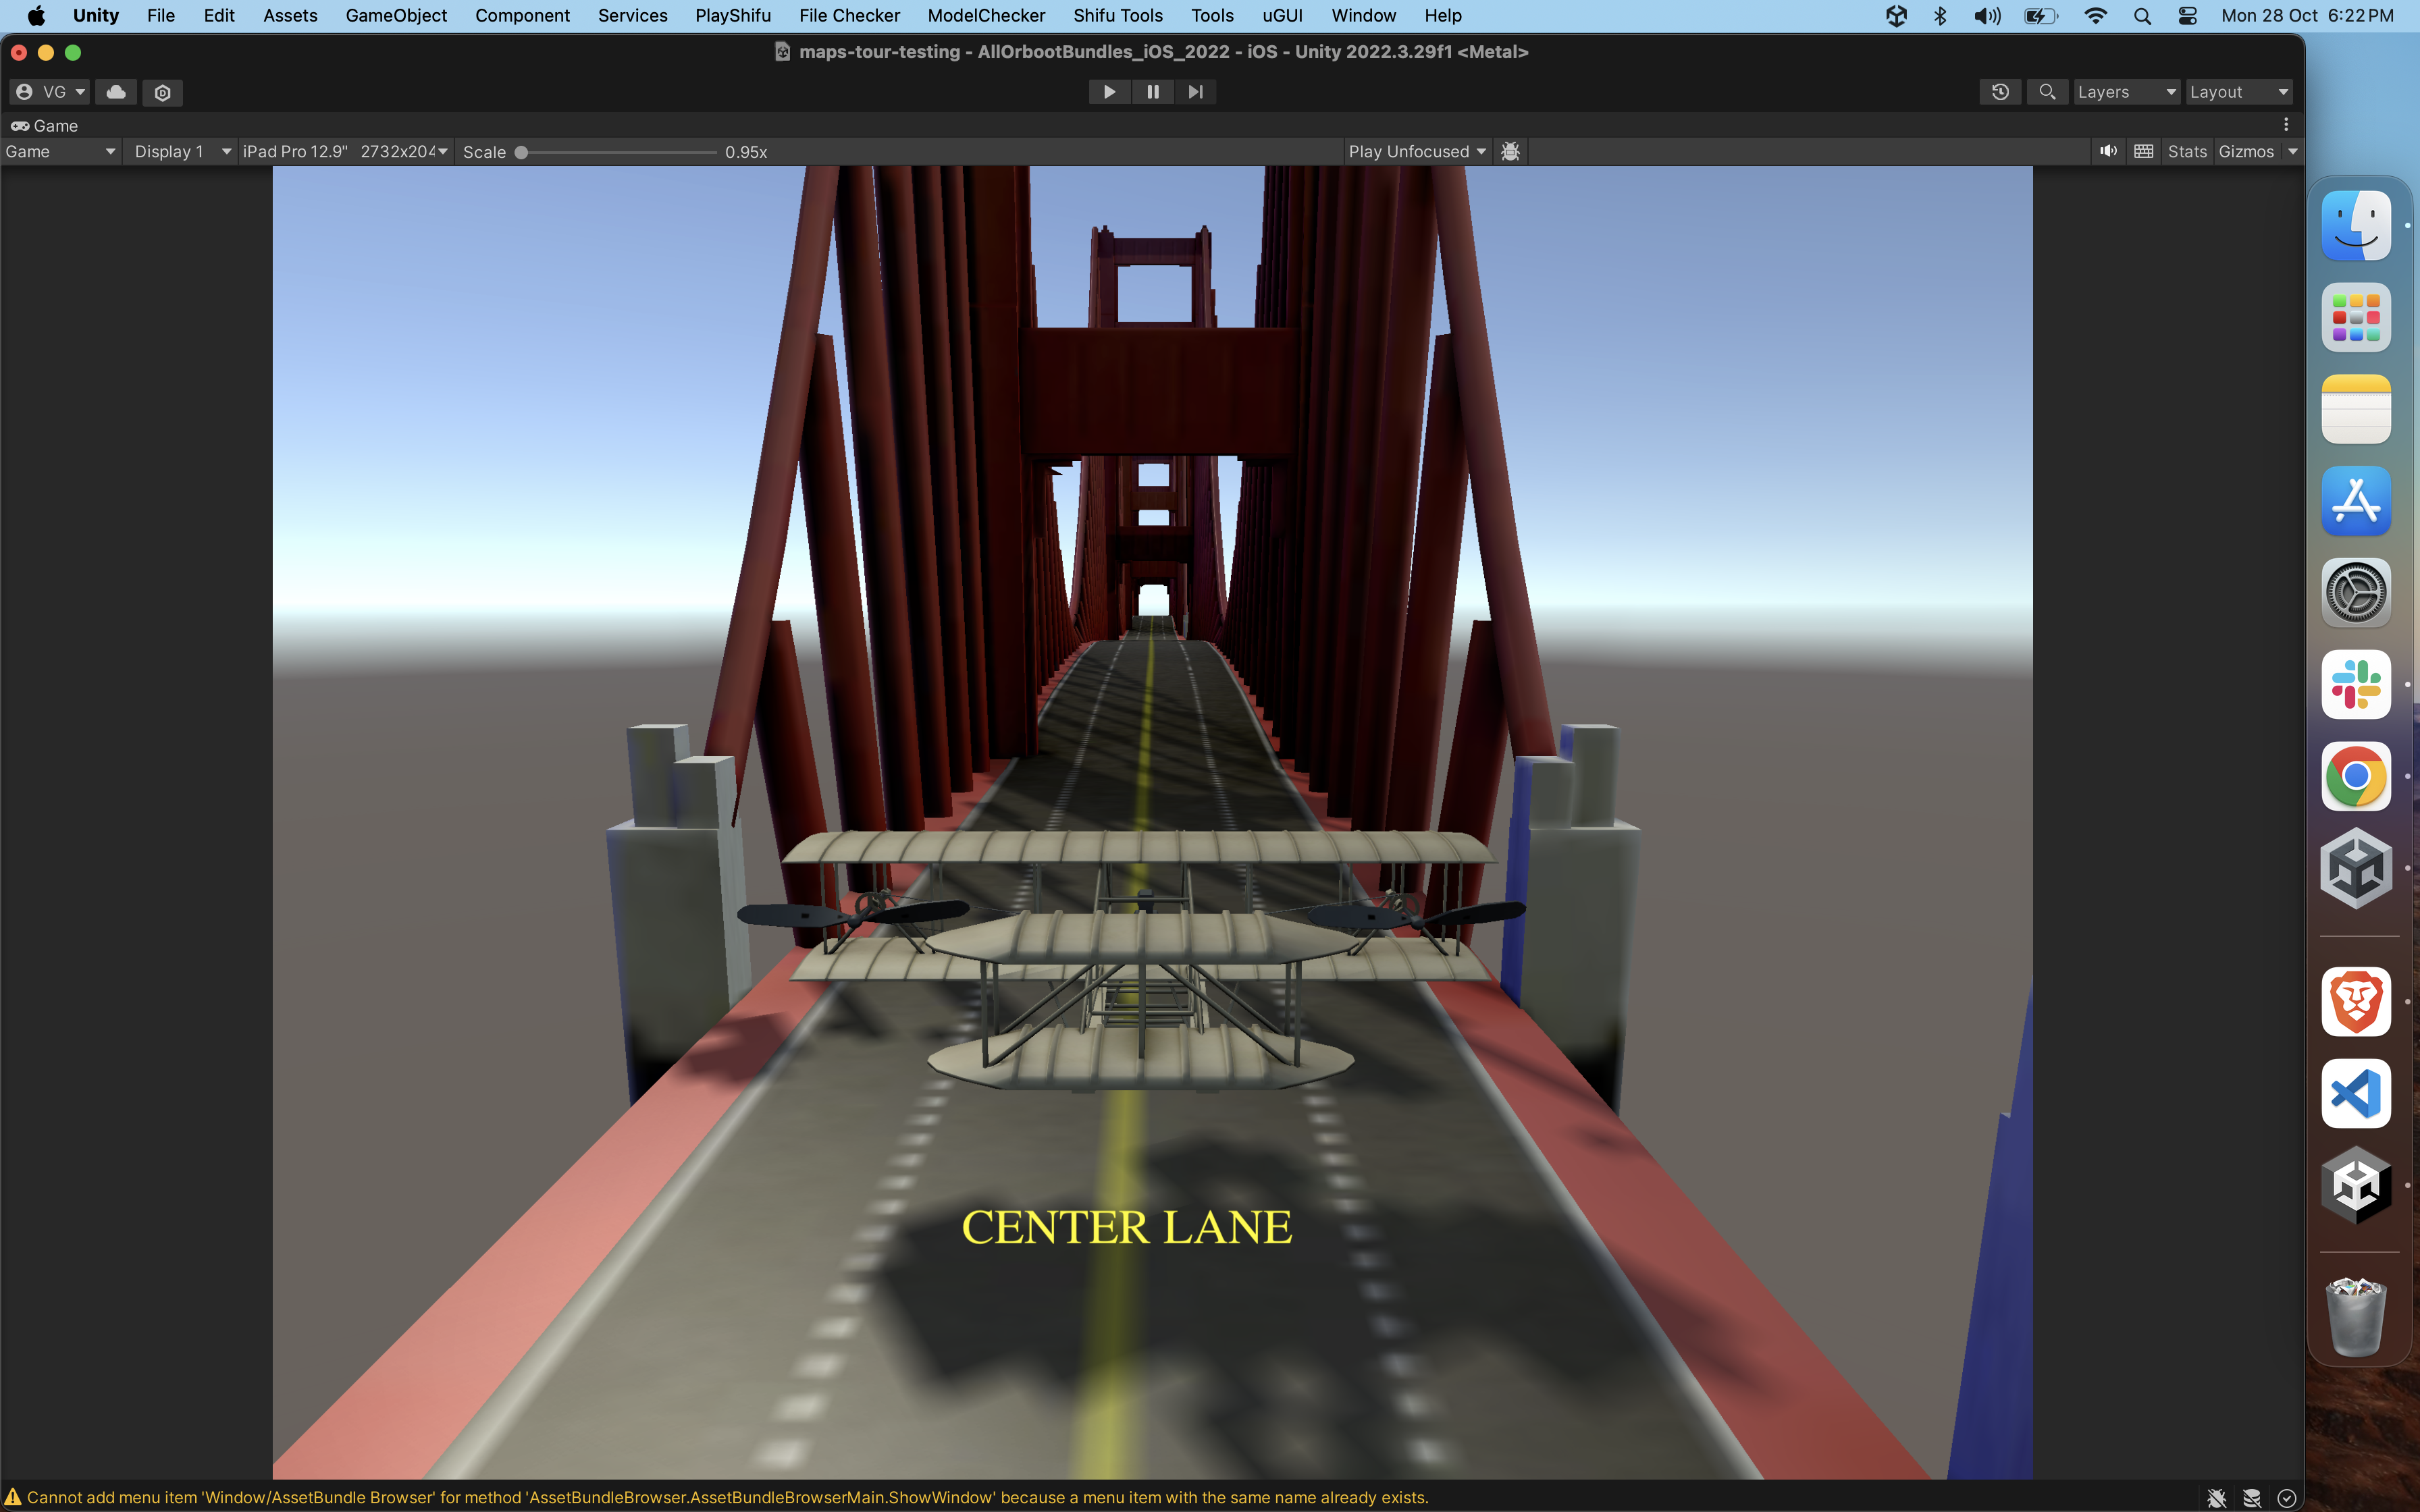 Unity File Edit Assets GameObject Component Services PlayShifu File Checker ModelChecker Shifu Tools Tools uGUI Window Help Mon 28 Oct 6:22 PM
maps-tour-testing - AllOrbootBundles_iOS_2022 - iOS - Unity 2022.3.29f1 <Metal>
VG Layers Layout
Game
Game Display 1 iPad Pro 12.9" 2732x204 Scale 0.95x Play Unfocused Stats Gizmos
CENTER LANE
Cannot add menu item 'Window/AssetBundle Browser' for method 'AssetBundleBrowser.AssetBundleBrowserMain.ShowWindow' because a menu item with the same name already exists.